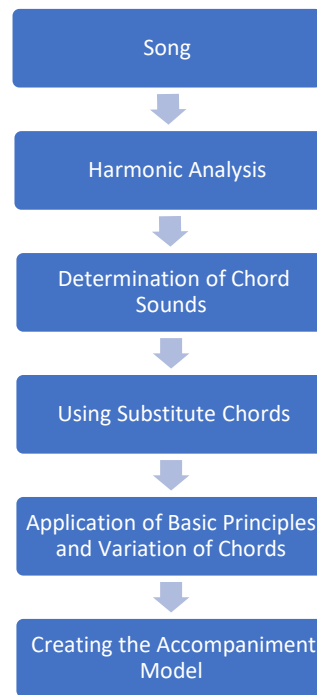 Song
Harmonic Analysis
Determination of Chord
Sounds
Using Substitute Chords
Application of Basic Principles
and Variation of Chords
Creating the Accompaniment
Model